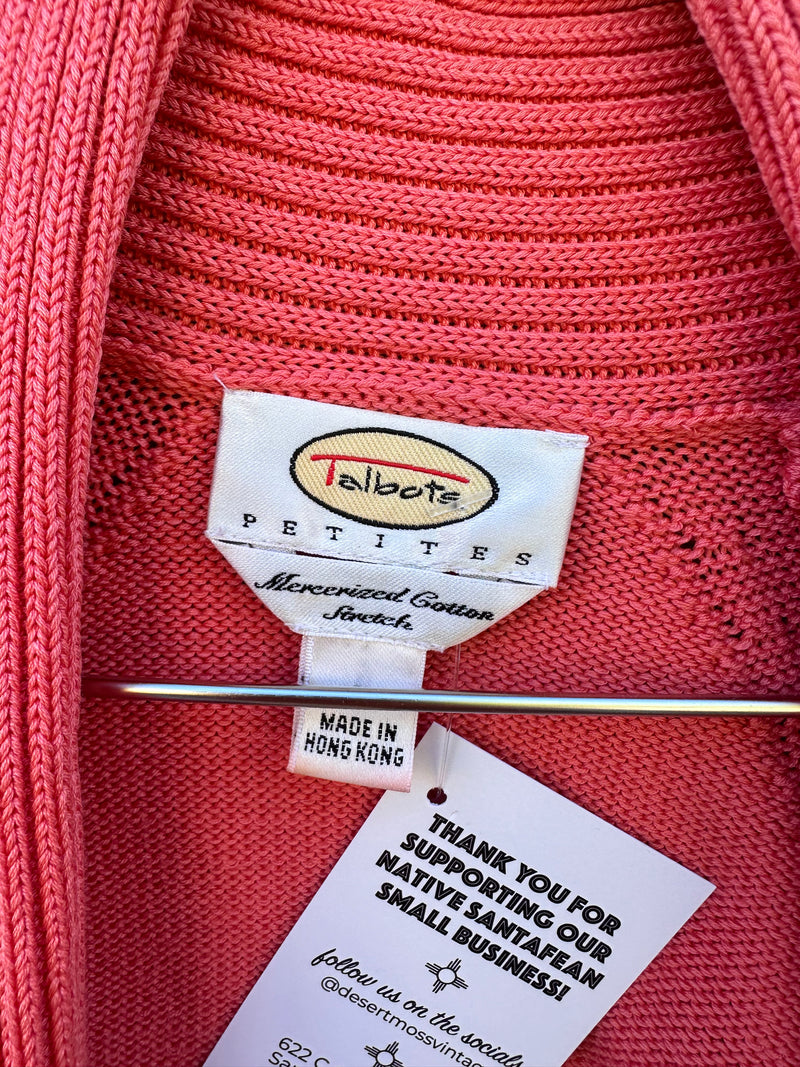 Talbots
PETITES
Mercerized Cotton
Stretch
MADE IN
HONG KONG
THANK YOU FOR
SUPPORTING OUR
NATIVE SANTAFEAN
SMALL BUSINESS!
follow us on the socials
@desertmossvintage
622